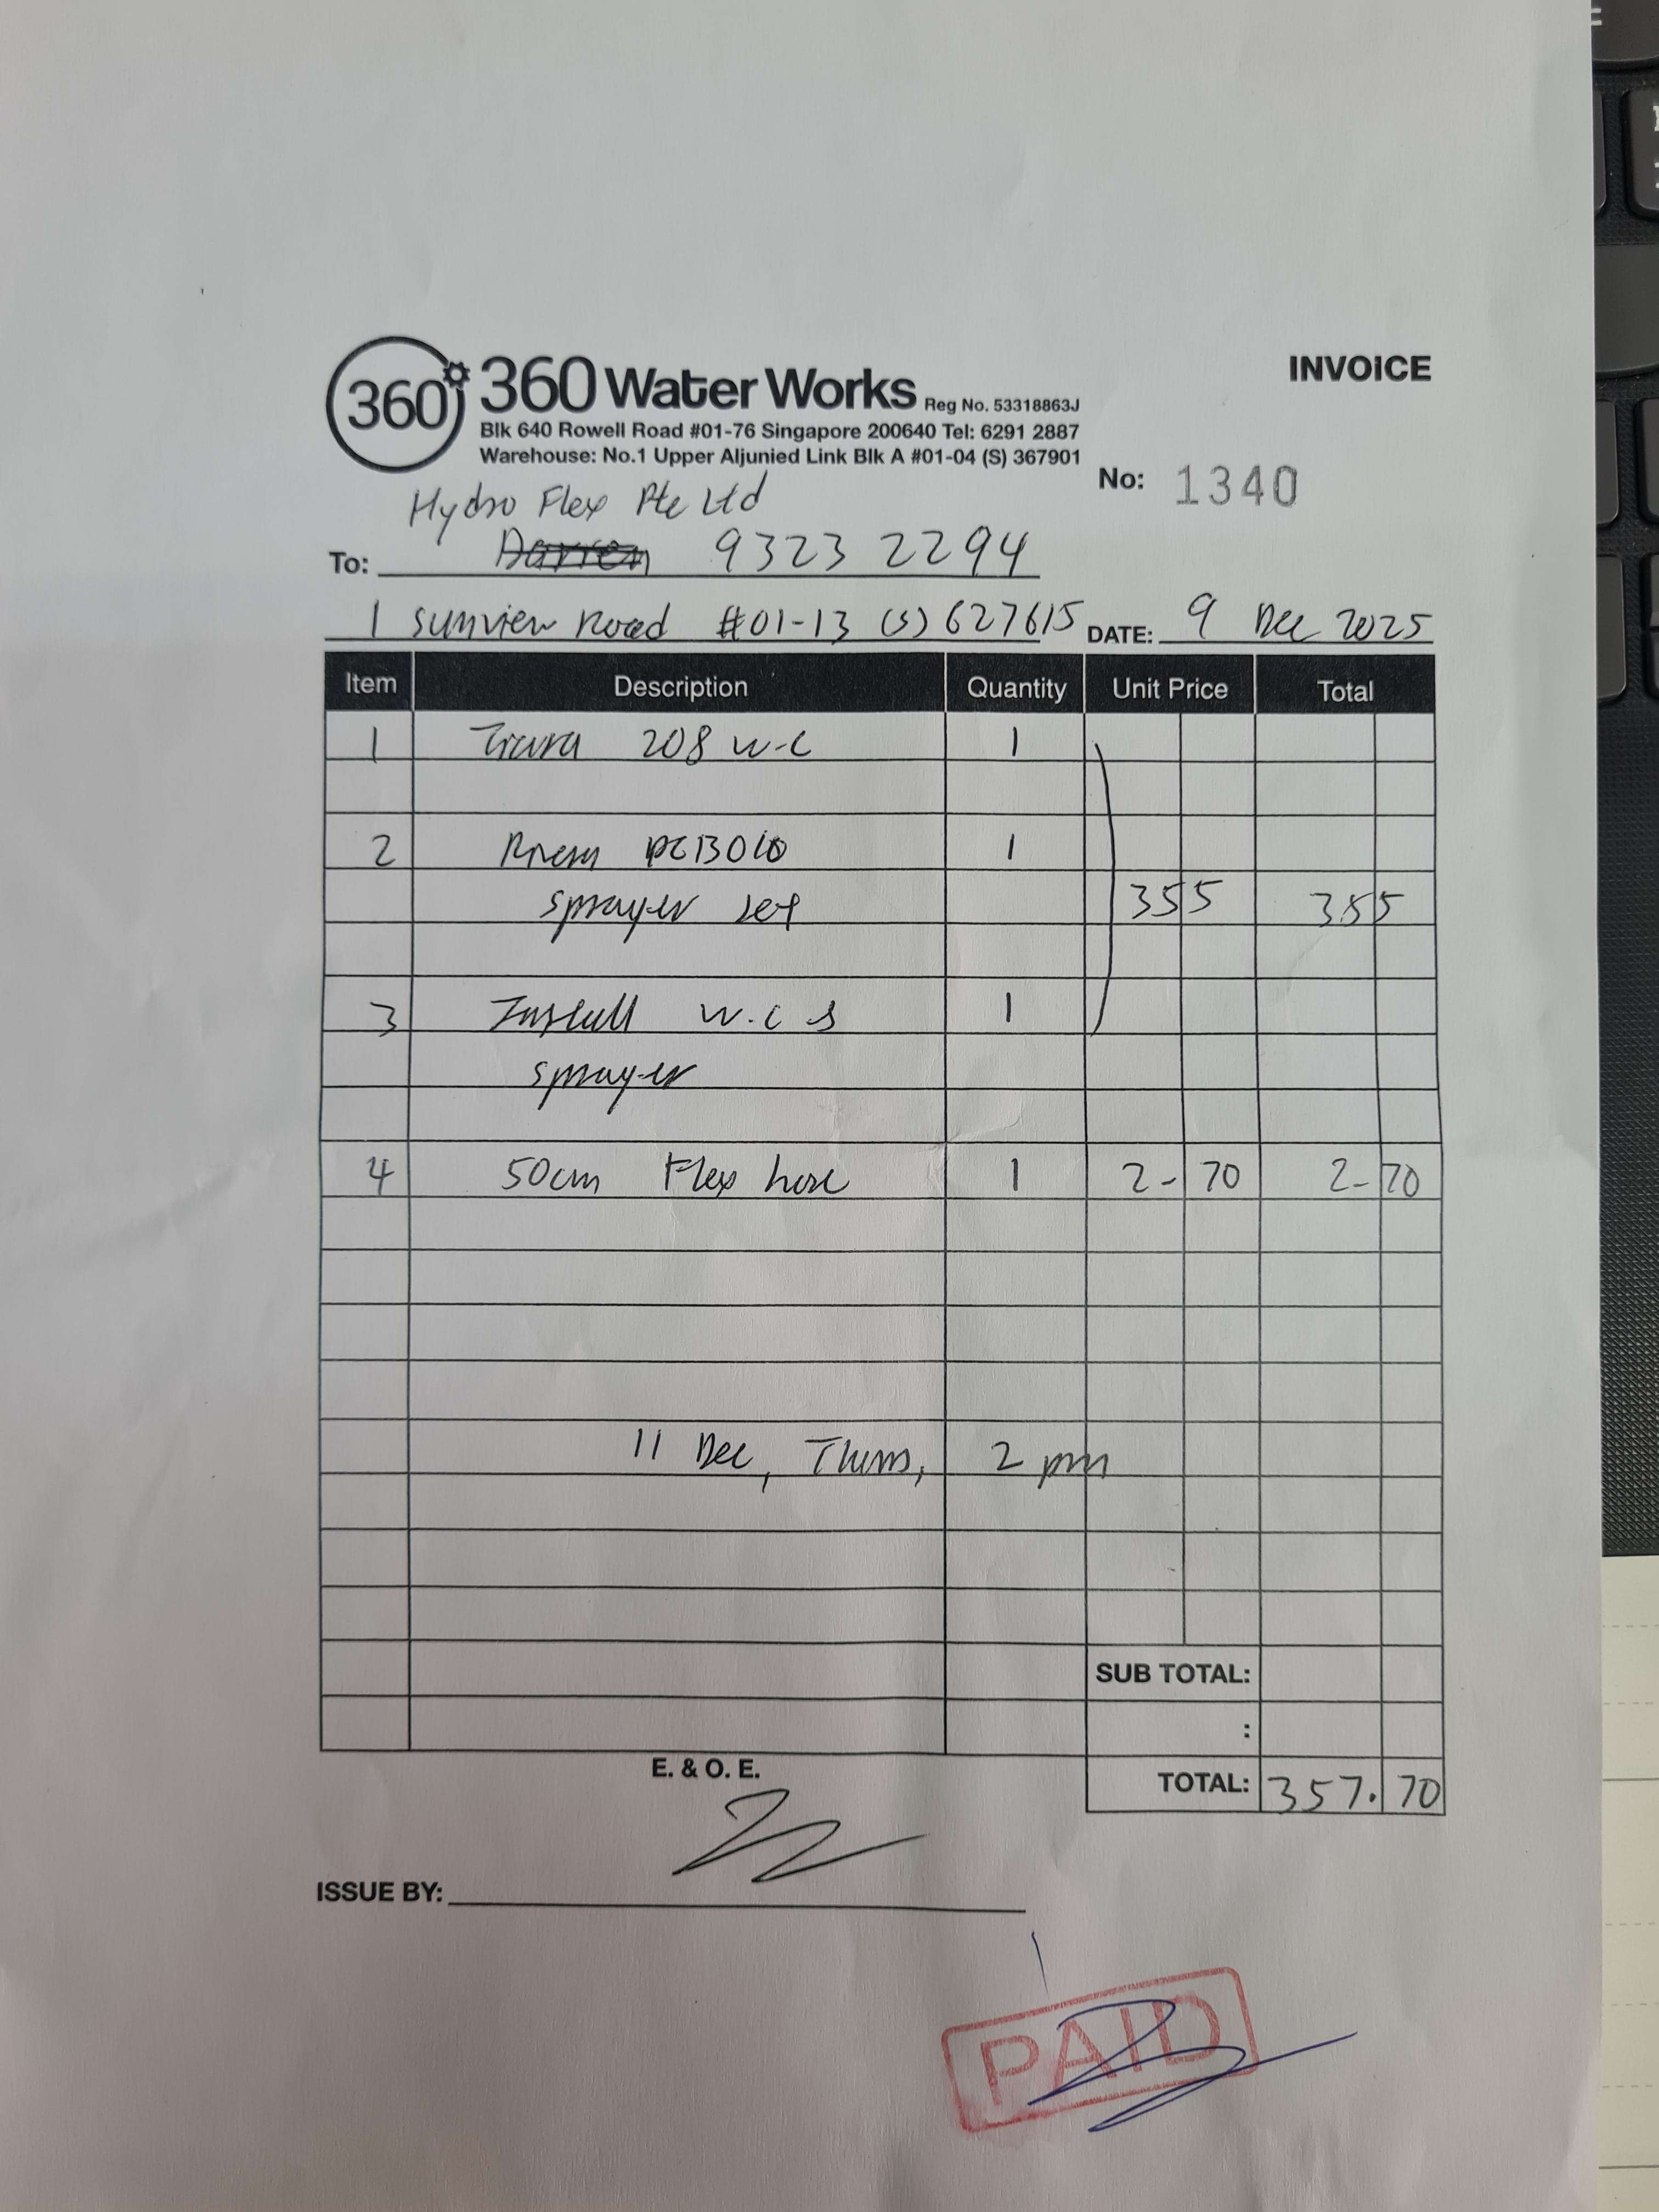 360°
360 Water Works Reg No. 53318863J
INVOICE
Blk 640 Rowell Road #01-76 Singapore 200640 Tel: 6291 2887
Warehouse: No.1 Upper Aljunied Link Blk A #01-04 (S) 367901
No: 1340
Hydro Flex Pte Ltd
To: Darren 9323 2294
1 Sunview Road #01-13 (S) 627615 DATE: 9 Dec 2025
Item Description Quantity Unit Price Total
1 208 W.C 1
2 1
sprayer set 355 355
3 Install W.C &
1
sprayer
4 50cm Flex hose 1 2-70 2-70
11 Dec, Thurs, 2 pm
SUB TOTAL:
:
E. & O. E.
TOTAL: 357.70
ISSUE BY:
PAID